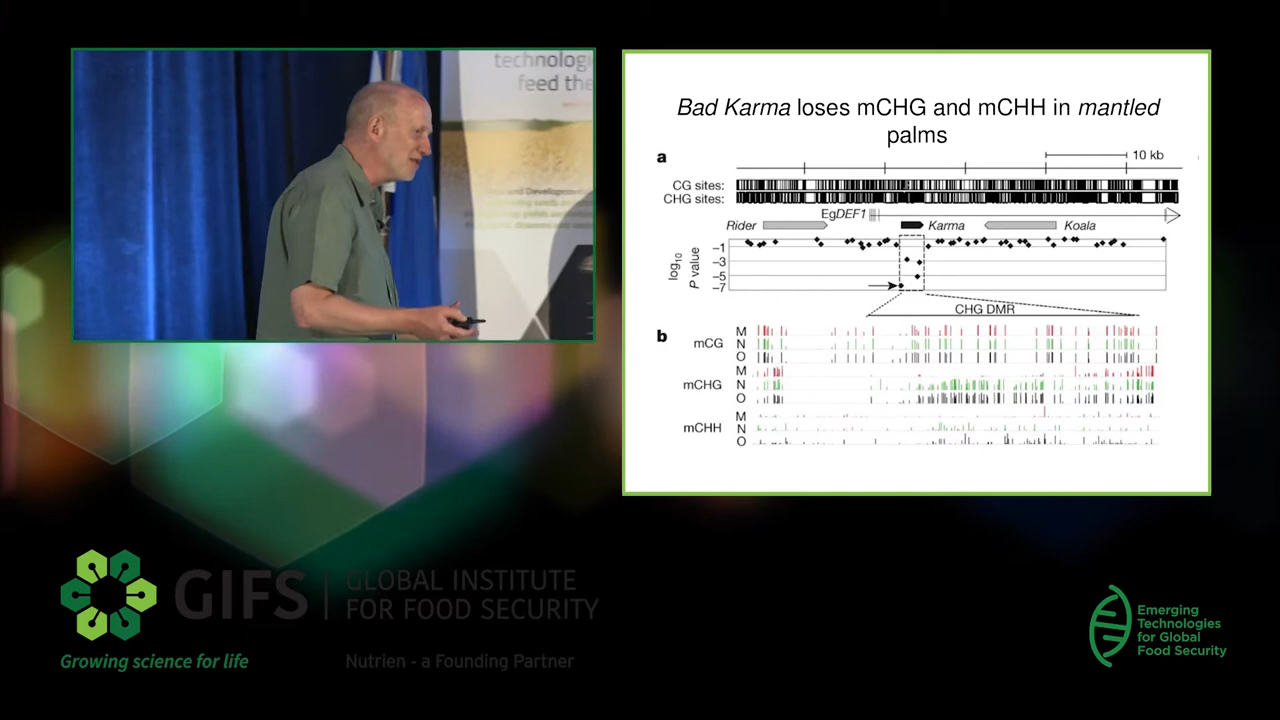 technologi
feed the
Bad Karma loses mCHG and mCHH in mantled
palms
a
10 kb
CG sites:
CHG sites:
EgDEF1
Rider
Karma
Koala
log10
P value
−1
−3
−5
−7
CHG DMR
b
mCG
M
N
O
mCHG
M
N
O
mCHH
M
N
O
GIFS
GLOBAL INSTITUTE
FOR FOOD SECURITY
Growing science for life
Nutrien - a Founding Partner
Emerging
Technologies
for Global
Food Security